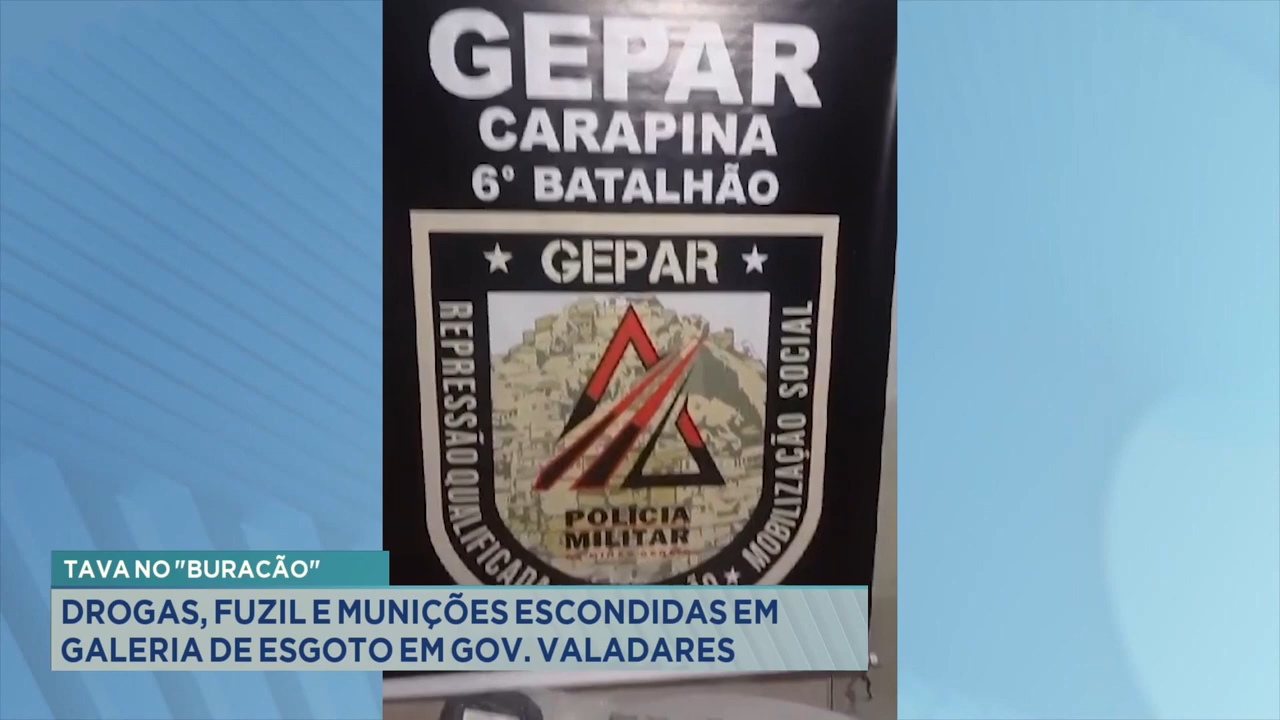 GEPAR
CARAPINA
6º BATALHÃO
★ GEPAR ★
REPRESSÃO QUALIFICADA
★ MOBILIZAÇÃO SOCIAL
POLÍCIA
MILITAR
TAVA NO "BURACÃO"
DROGAS, FUZIL E MUNIÇÕES ESCONDIDAS EM
GALERIA DE ESGOTO EM GOV. VALADARES